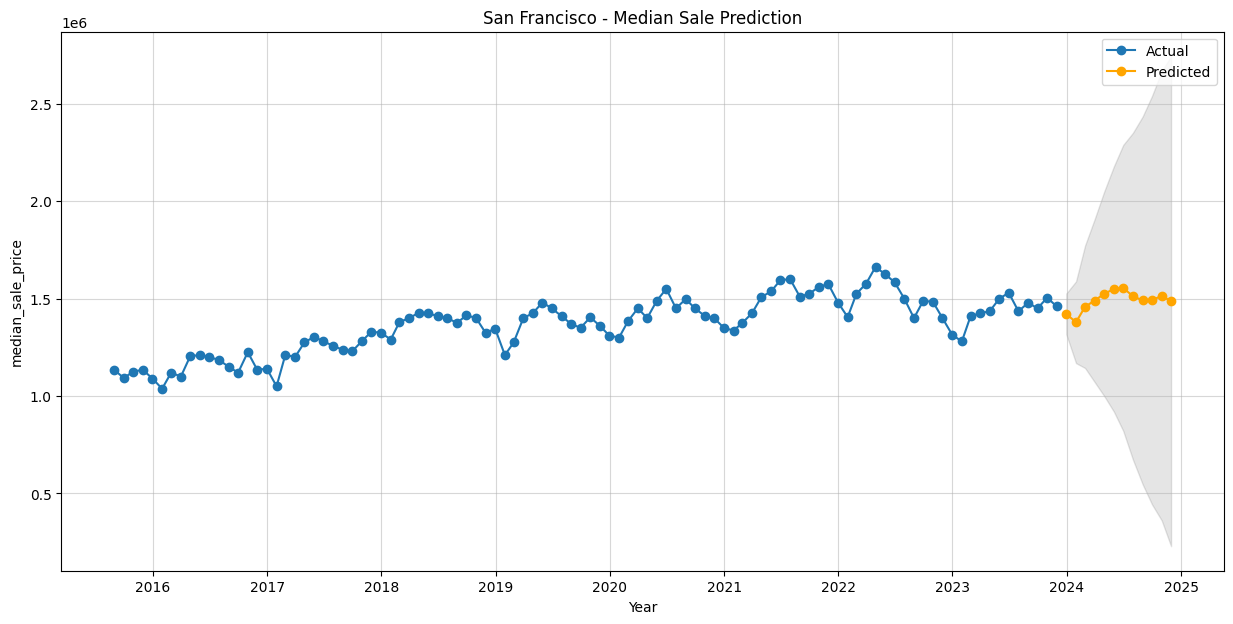 San Francisco - Median Sale Prediction
1e6
Actual
Predicted
2.5
2.0
1.5
1.0
0.5
median_sale_price
2016 2017 2018 2019 2020 2021 2022 2023 2024 2025
Year